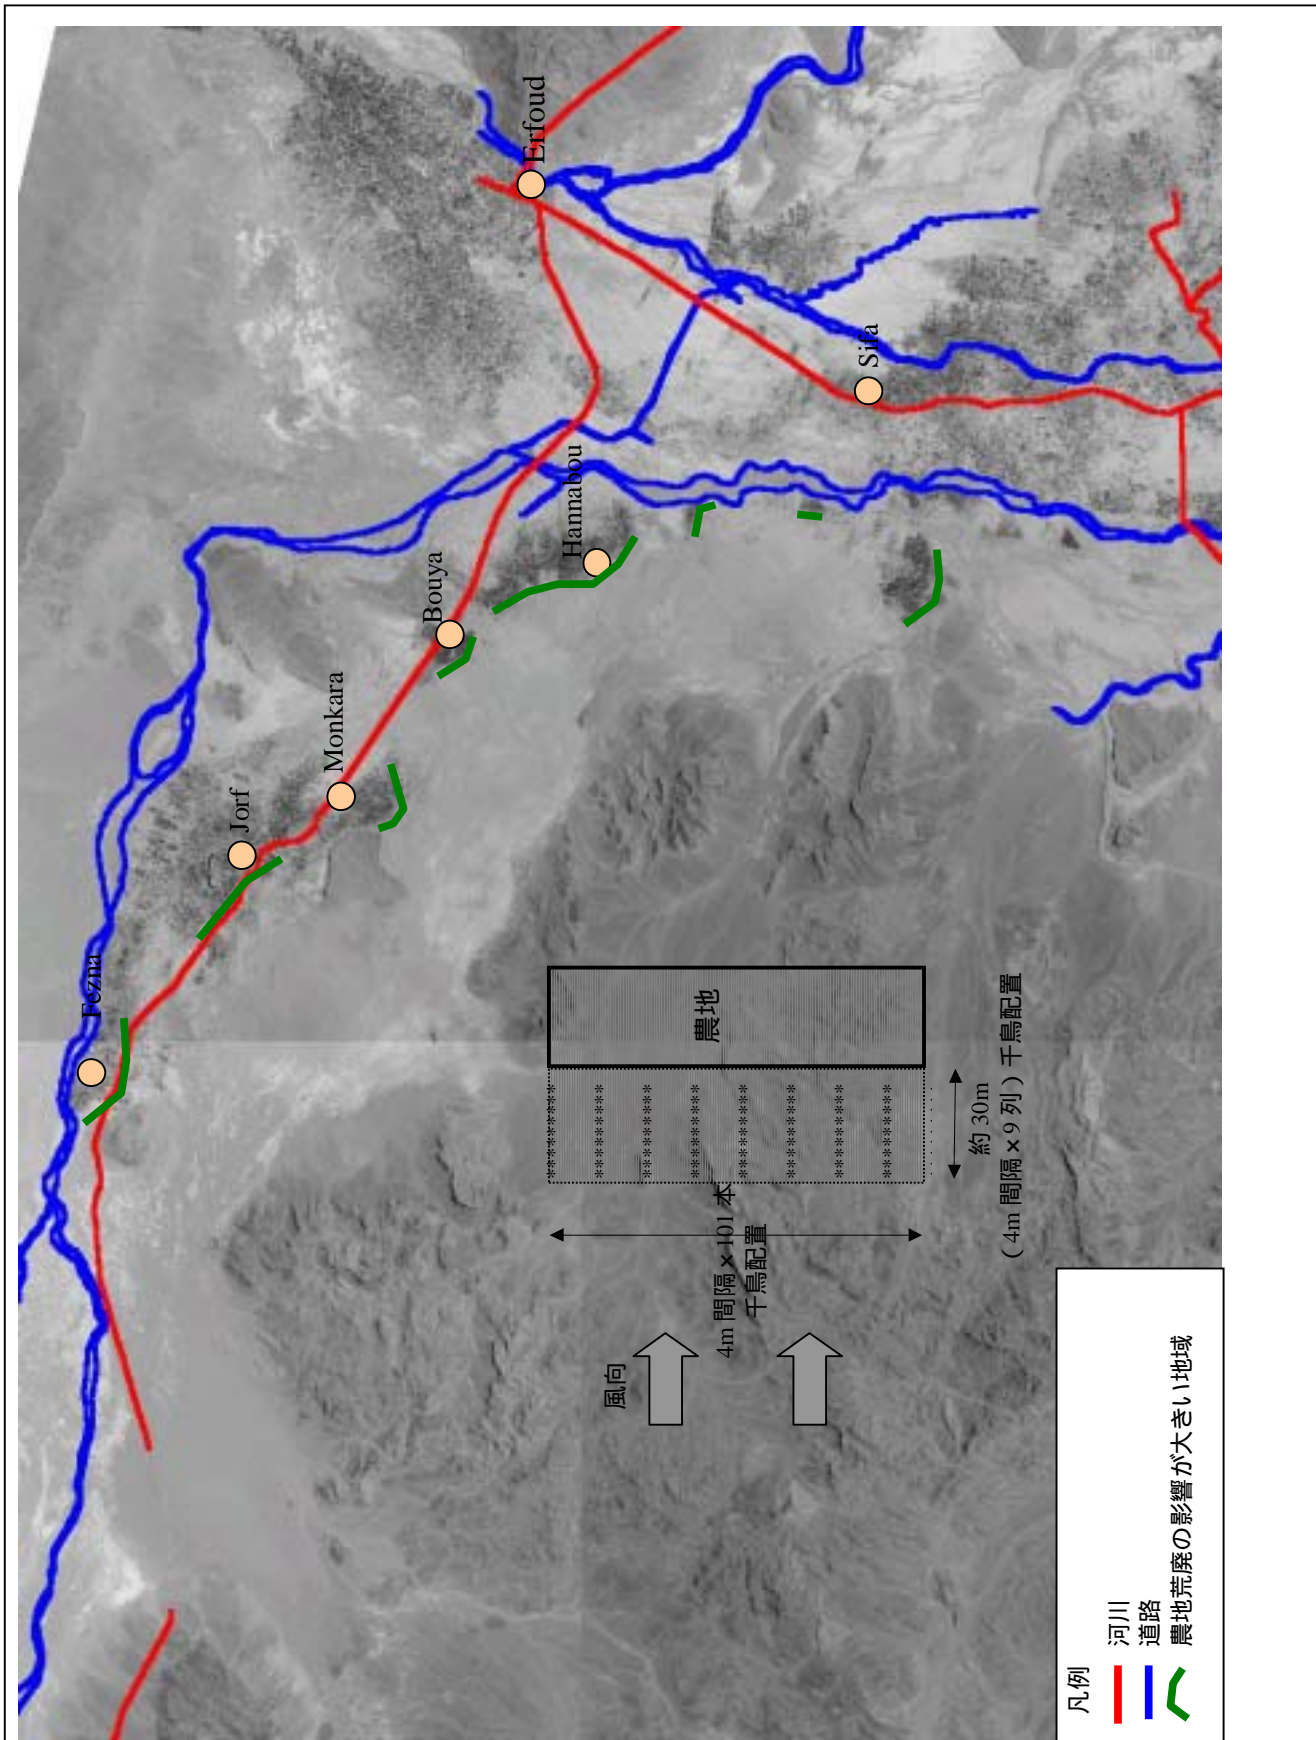 Erfoud
Sifa
Hannabou
Bouya
Monkara
Jorf
Fezna
農地
*********
*********
*********
*********
*********
*********
*********
*********
約 30m
( 4m 間隔 × 9 列 ) 千鳥配置
4m 間隔 × 101 本
千鳥配置
風向
凡例
河川
道路
農地荒廃の影響が大きい地域